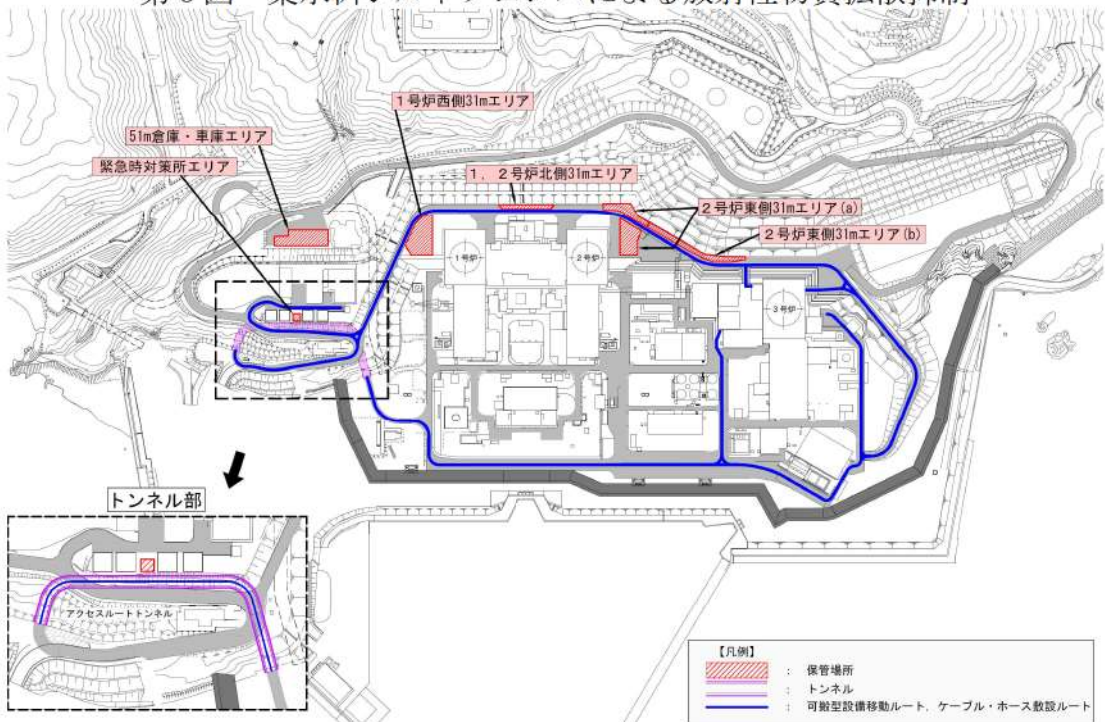 1号炉西側31mエリア
51m倉庫・車庫エリア
緊急時対策所エリア
1,2号炉北側31mエリア
2号炉東側31mエリア(a)
2号炉東側31mエリア(b)
1号炉
2号炉
3号炉
トンネル部
アクセスルートトンネル
【凡例】
： 保管場所
： トンネル
： 可搬型設備移動ルート，ケーブル・ホース敷設ルート